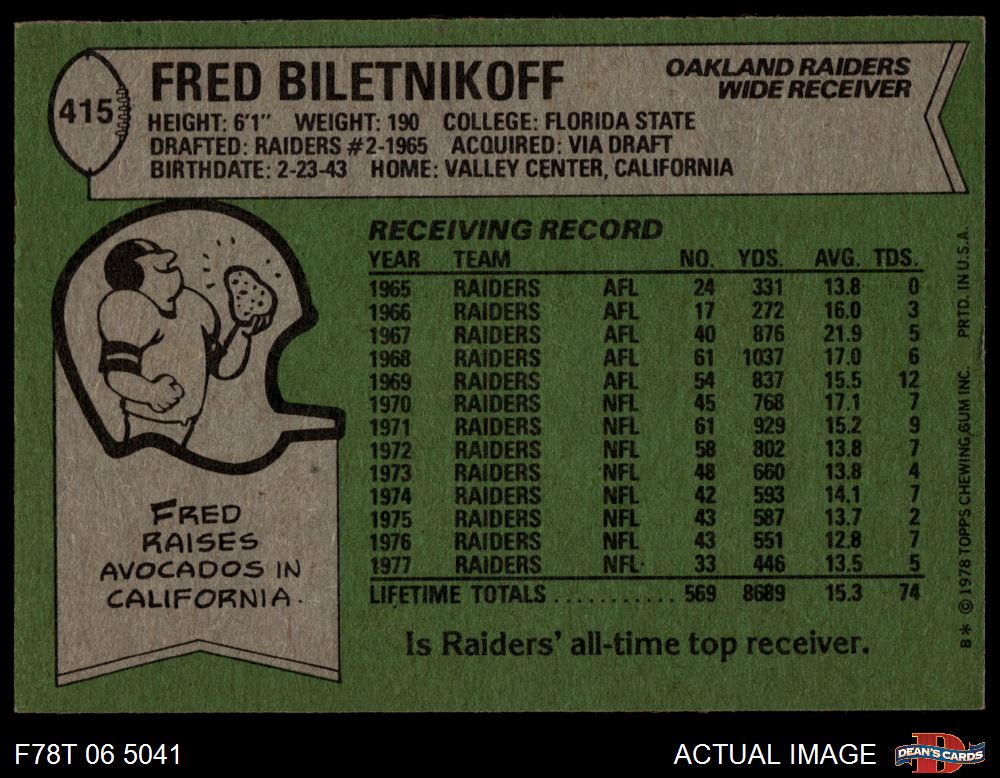 415
FRED BILETNIKOFF
OAKLAND RAIDERS
WIDE RECEIVER
HEIGHT: 6'1" WEIGHT: 190 COLLEGE: FLORIDA STATE
DRAFTED: RAIDERS #2-1965 ACQUIRED: VIA DRAFT
BIRTHDATE: 2-23-43 HOME: VALLEY CENTER, CALIFORNIA
RECEIVING RECORD
YEAR TEAM NO. YDS. AVG. TDS.
1965 RAIDERS AFL 24 331 13.8 0
1966 RAIDERS AFL 17 272 16.0 3
1967 RAIDERS AFL 40 876 21.9 5
1968 RAIDERS AFL 61 1037 17.0 6
1969 RAIDERS AFL 54 837 15.5 12
1970 RAIDERS NFL 45 768 17.1 7
1971 RAIDERS NFL 61 929 15.2 9
1972 RAIDERS NFL 58 802 13.8 7
1973 RAIDERS NFL 48 660 13.8 4
1974 RAIDERS NFL 42 593 14.1 7
1975 RAIDERS NFL 43 587 13.7 2
1976 RAIDERS NFL 43 551 12.8 7
1977 RAIDERS NFL 33 446 13.5 5
LIFETIME TOTALS ........... 569 8689 15.3 74
Is Raiders' all-time top receiver.
FRED
RAISES
AVOCADOS IN
CALIFORNIA.
B* © 1978 TOPPS CHEWING GUM INC. PRTD. IN U.S.A.
F78T 06 5041
ACTUAL IMAGE
DEAN'S CARDS